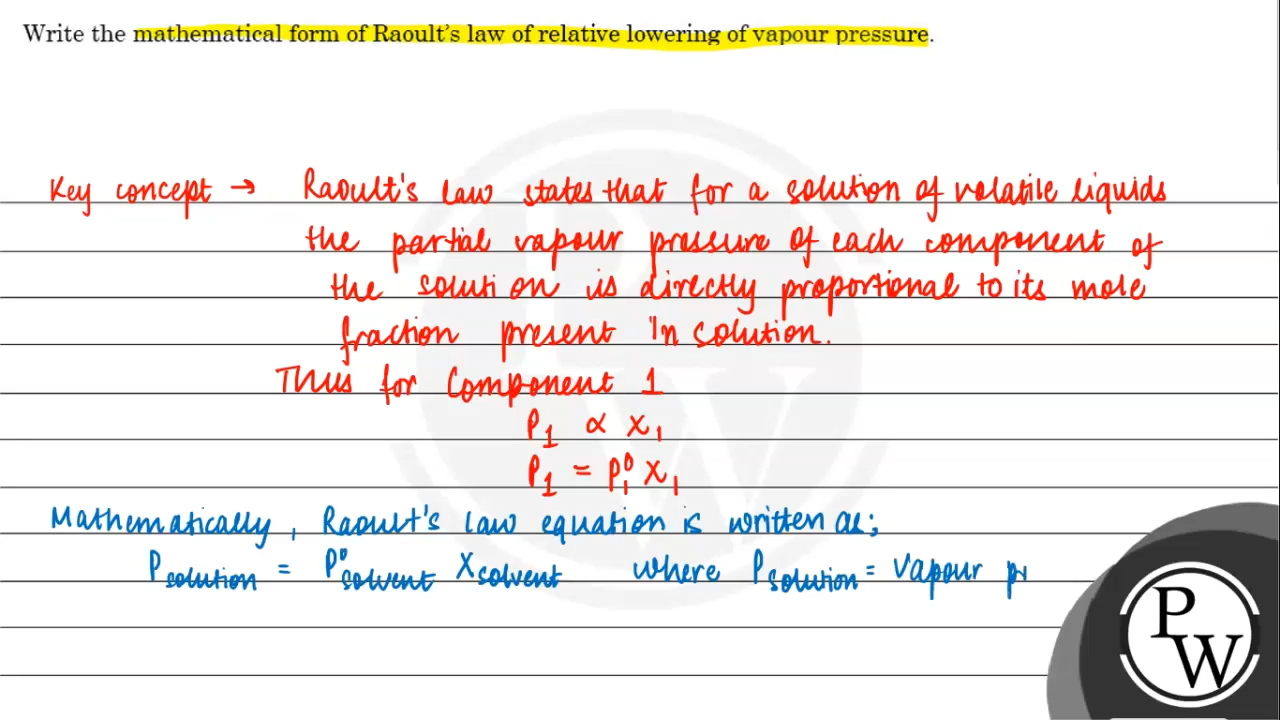 Write the mathematical form of Raoult's law of relative lowering of vapour pressure.
Key concept → Raoult's law states that for a solution of volatile liquids
the partial vapour pressure of each component of
the solution is directly proportional to its mole
fraction present in solution.
Thus for component 1
P₁ ∝ x₁
P₁ = P₁⁰ x₁
Mathematically, Raoult's law equation is written as;
Psolution = P⁰solvent Xsolvent where Psolution = vapour pr
PW